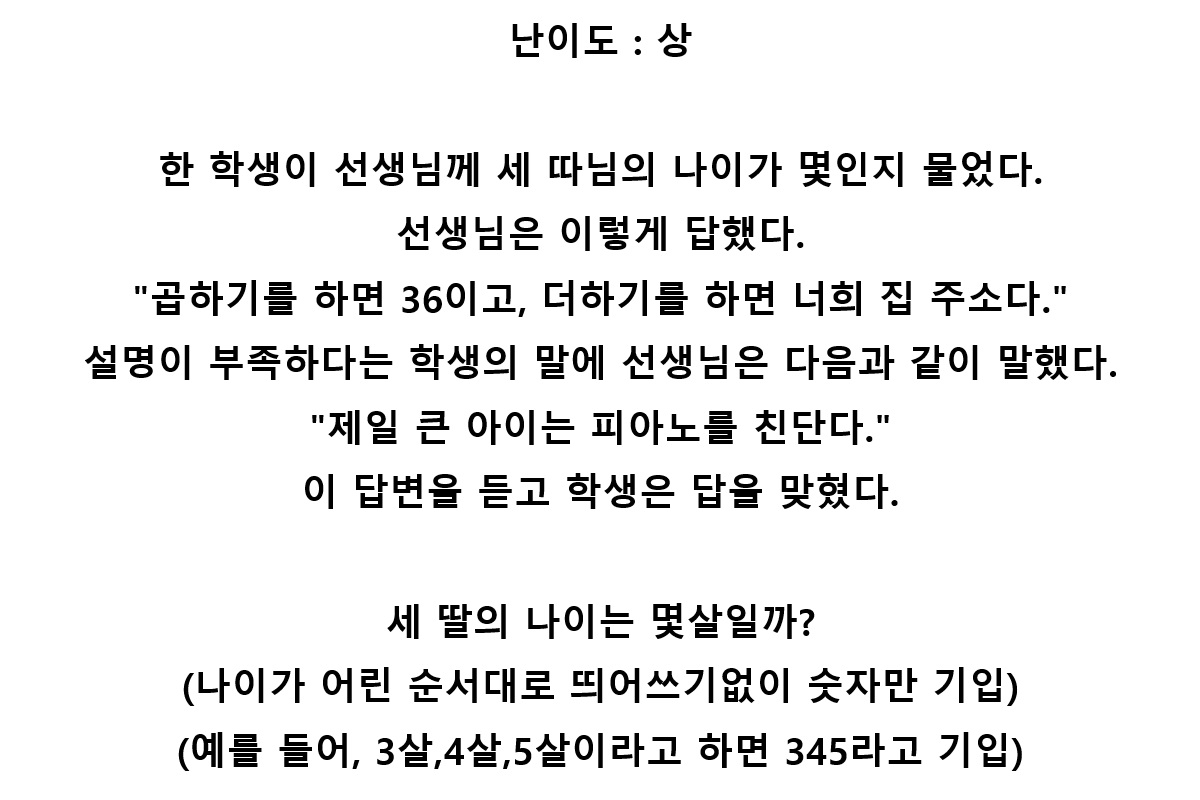 난이도 : 상
한 학생이 선생님께 세 따님의 나이가 몇인지 물었다.
선생님은 이렇게 답했다.
"곱하기를 하면 36이고, 더하기를 하면 너희 집 주소다."
설명이 부족하다는 학생의 말에 선생님은 다음과 같이 말했다.
"제일 큰 아이는 피아노를 친단다."
이 답변을 듣고 학생은 답을 맞혔다.
세 딸의 나이는 몇살일까?
(나이가 어린 순서대로 띄어쓰기없이 숫자만 기입)
(예를 들어, 3살,4살,5살이라고 하면 345라고 기입)